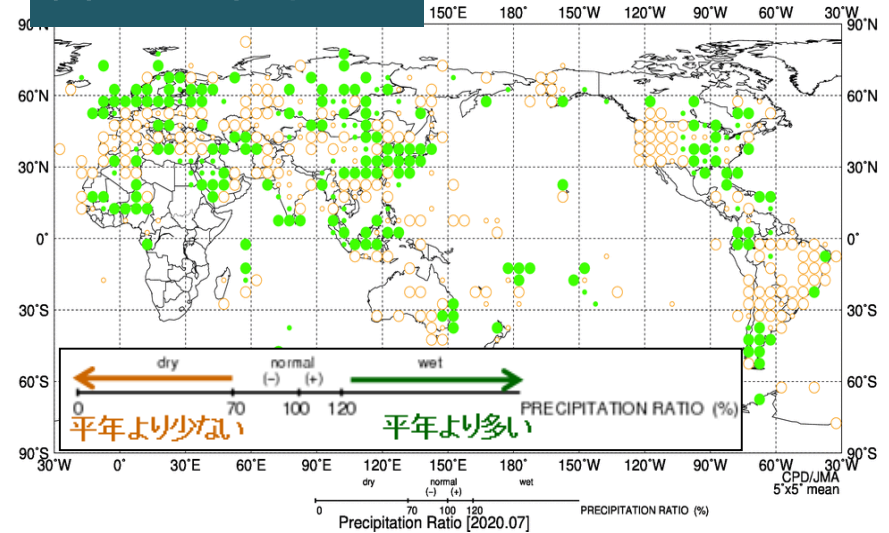 150°E 180° 150°W 120°W 90°W 60°W 30°W
90°N 90°N
60°N 60°N
30°N 30°N
0° 0°
30°S 30°S
60°S 60°S
90°S 90°S
dry normal wet
(-) (+)
0 70 100 120 PRECIPITATION RATIO (%)
平年より少ない 平年より多い
30°W 0° 30°E 60°E 90°E 120°E 150°E 180° 150°W 120°W 90°W 60°W 30°W
CPD/JMA
5°x5° mean
dry normal wet
(-) (+)
0 70 100 120 PRECIPITATION RATIO (%)
Precipitation Ratio [2020.07]